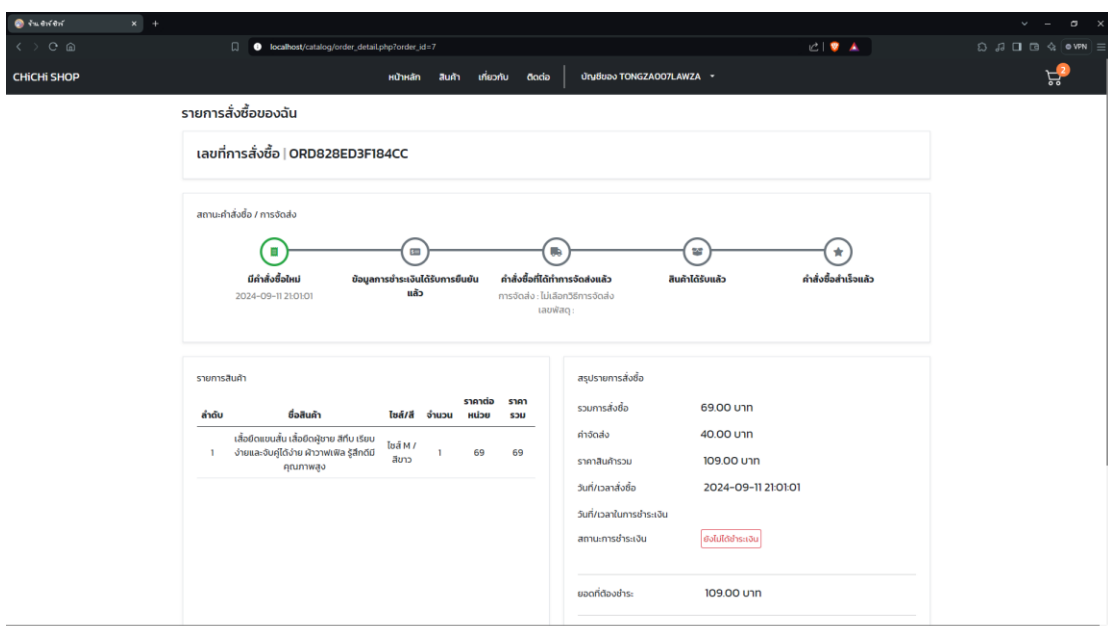 localhost/catalog/order_detail.php?order_id=7
VPN
CHiCHi SHOP
หน้าหลัก สินค้า เกี่ยวกับ ติดต่อ บัญชีของ TONGZA007LAWZA
2
รายการสั่งซื้อของฉัน
เลขที่การสั่งซื้อ | ORD828ED3F184CC
สถานะคำสั่งซื้อ / การจัดส่ง
มีคำสั่งซื้อใหม่
2024-09-11 21:01:01
ข้อมูลการชำระเงินได้รับการยืนยัน
แล้ว
คำสั่งซื้อที่ได้ทำการจัดส่งแล้ว
การจัดส่ง : ไม่เลือกวิธีการจัดส่ง
เลขพัสดุ :
สินค้าได้รับแล้ว
คำสั่งซื้อสำเร็จแล้ว
รายการสินค้า
ลำดับ ชื่อสินค้า ไซส์/สี จำนวน ราคาต่อหน่วย ราคารวม
1 เสื้อยืดแขนสั้น เสื้อยืดผู้ชาย สีทึบ เรียบ
ง่ายและจับคู่ได้ง่าย ผ้าวาฟเฟิล รู้สึกดีมี
คุณภาพสูง
ไซส์ M /
สีขาว
1 69 69
สรุปรายการสั่งซื้อ
รวมการสั่งซื้อ 69.00 บาท
ค่าจัดส่ง 40.00 บาท
ราคาสินค้ารวม 109.00 บาท
วันที่/เวลาสั่งซื้อ 2024-09-11 21:01:01
วันที่/เวลาในการชำระเงิน
สถานะการชำระเงิน ยังไม่ได้ชำระเงิน
ยอดที่ต้องชำระ 109.00 บาท